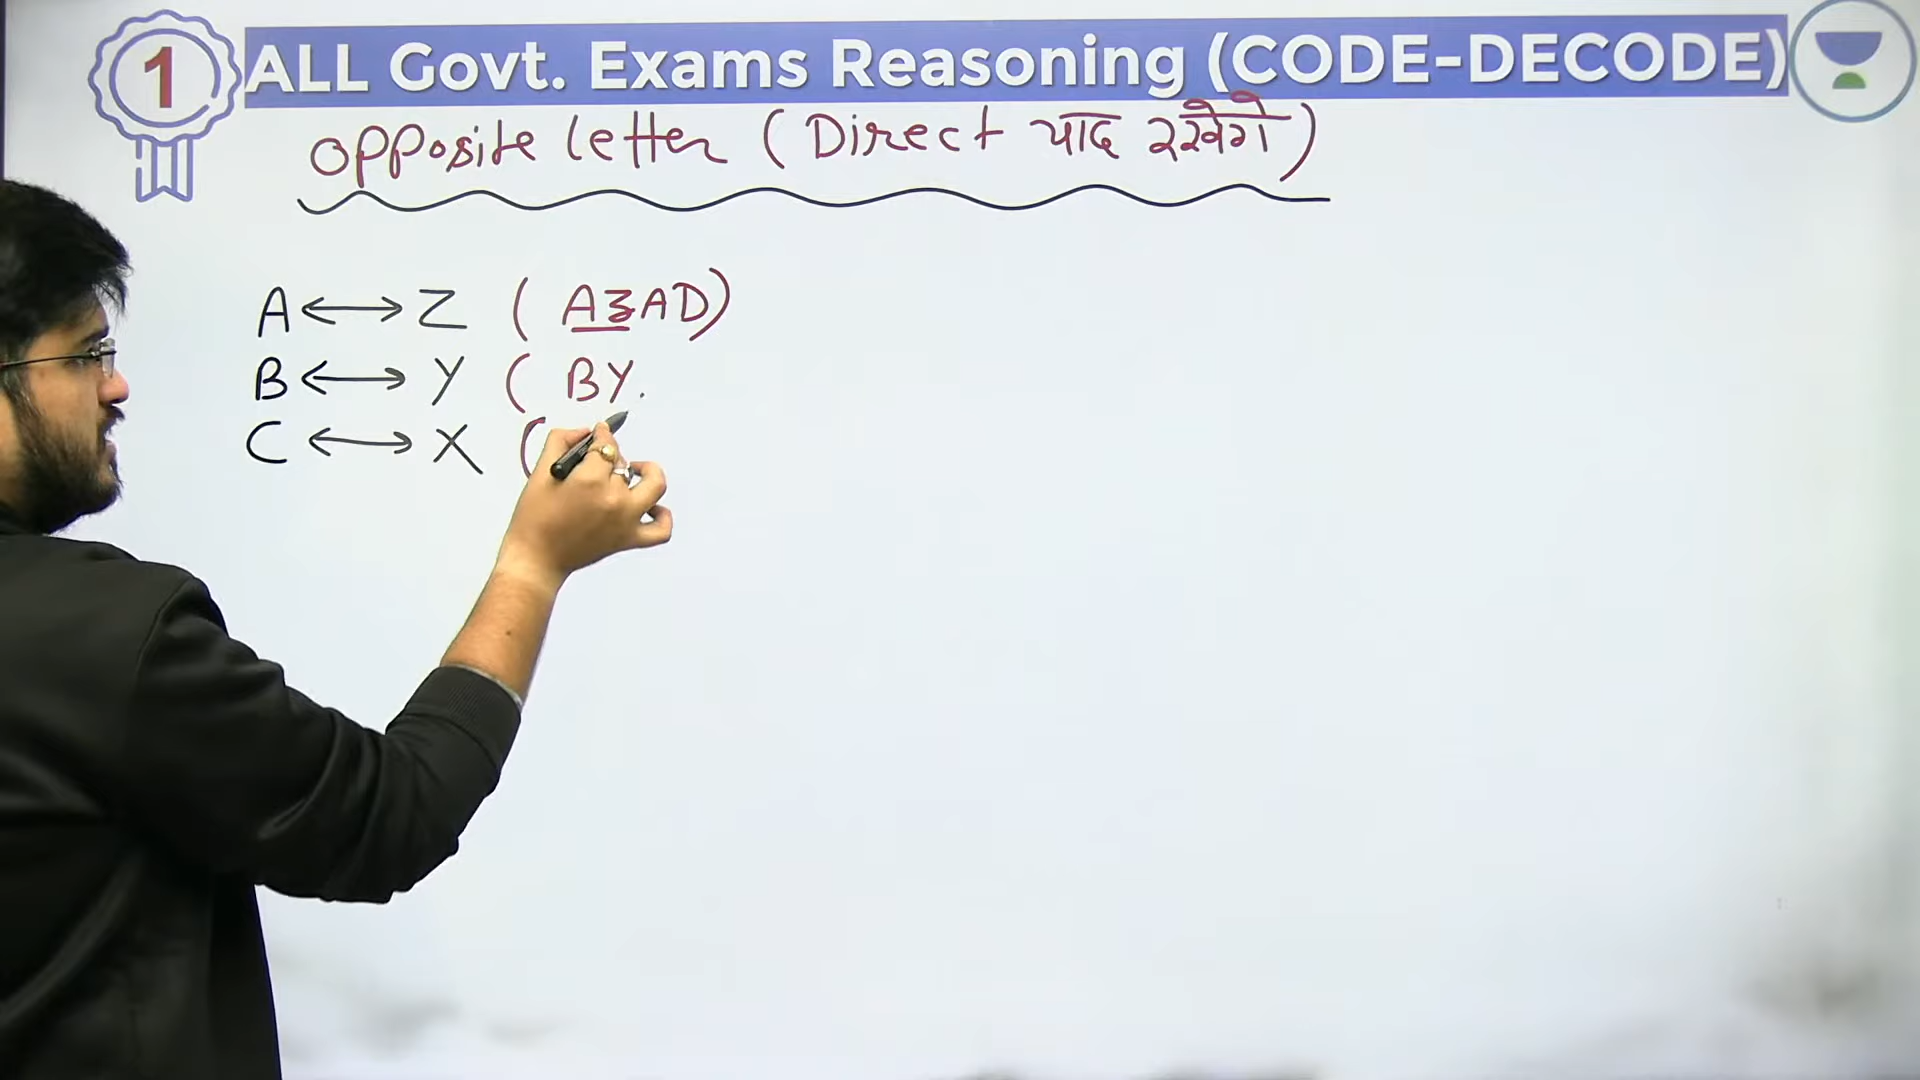 1
ALL Govt. Exams Reasoning (CODE-DECODE)
opposite letter (Direct याद रखेगे)
A ↔ Z ( AZAD)
B ↔ Y ( BY.
C ↔ X (